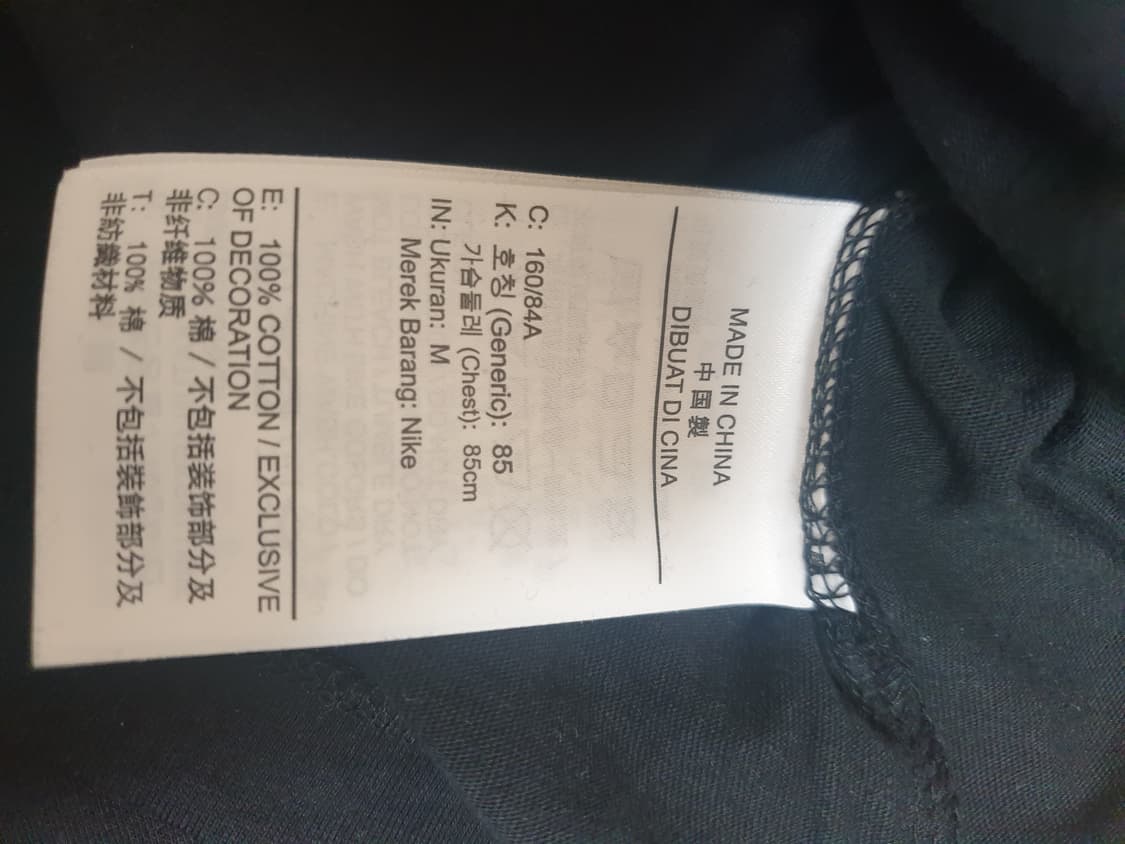 MADE IN CHINA
中国製
DIBUAT DI CINA
C: 160/84A
K: 호칭 (Generic): 85
가슴둘레 (Chest): 85cm
IN: Ukuran: M
Merek Barang: Nike
E: 100% COTTON / EXCLUSIVE
OF DECORATION
C: 100% 棉 / 不包括装饰部分及
非纤维物质
T: 100% 棉 / 不包括裝飾部分及
非紡織材料